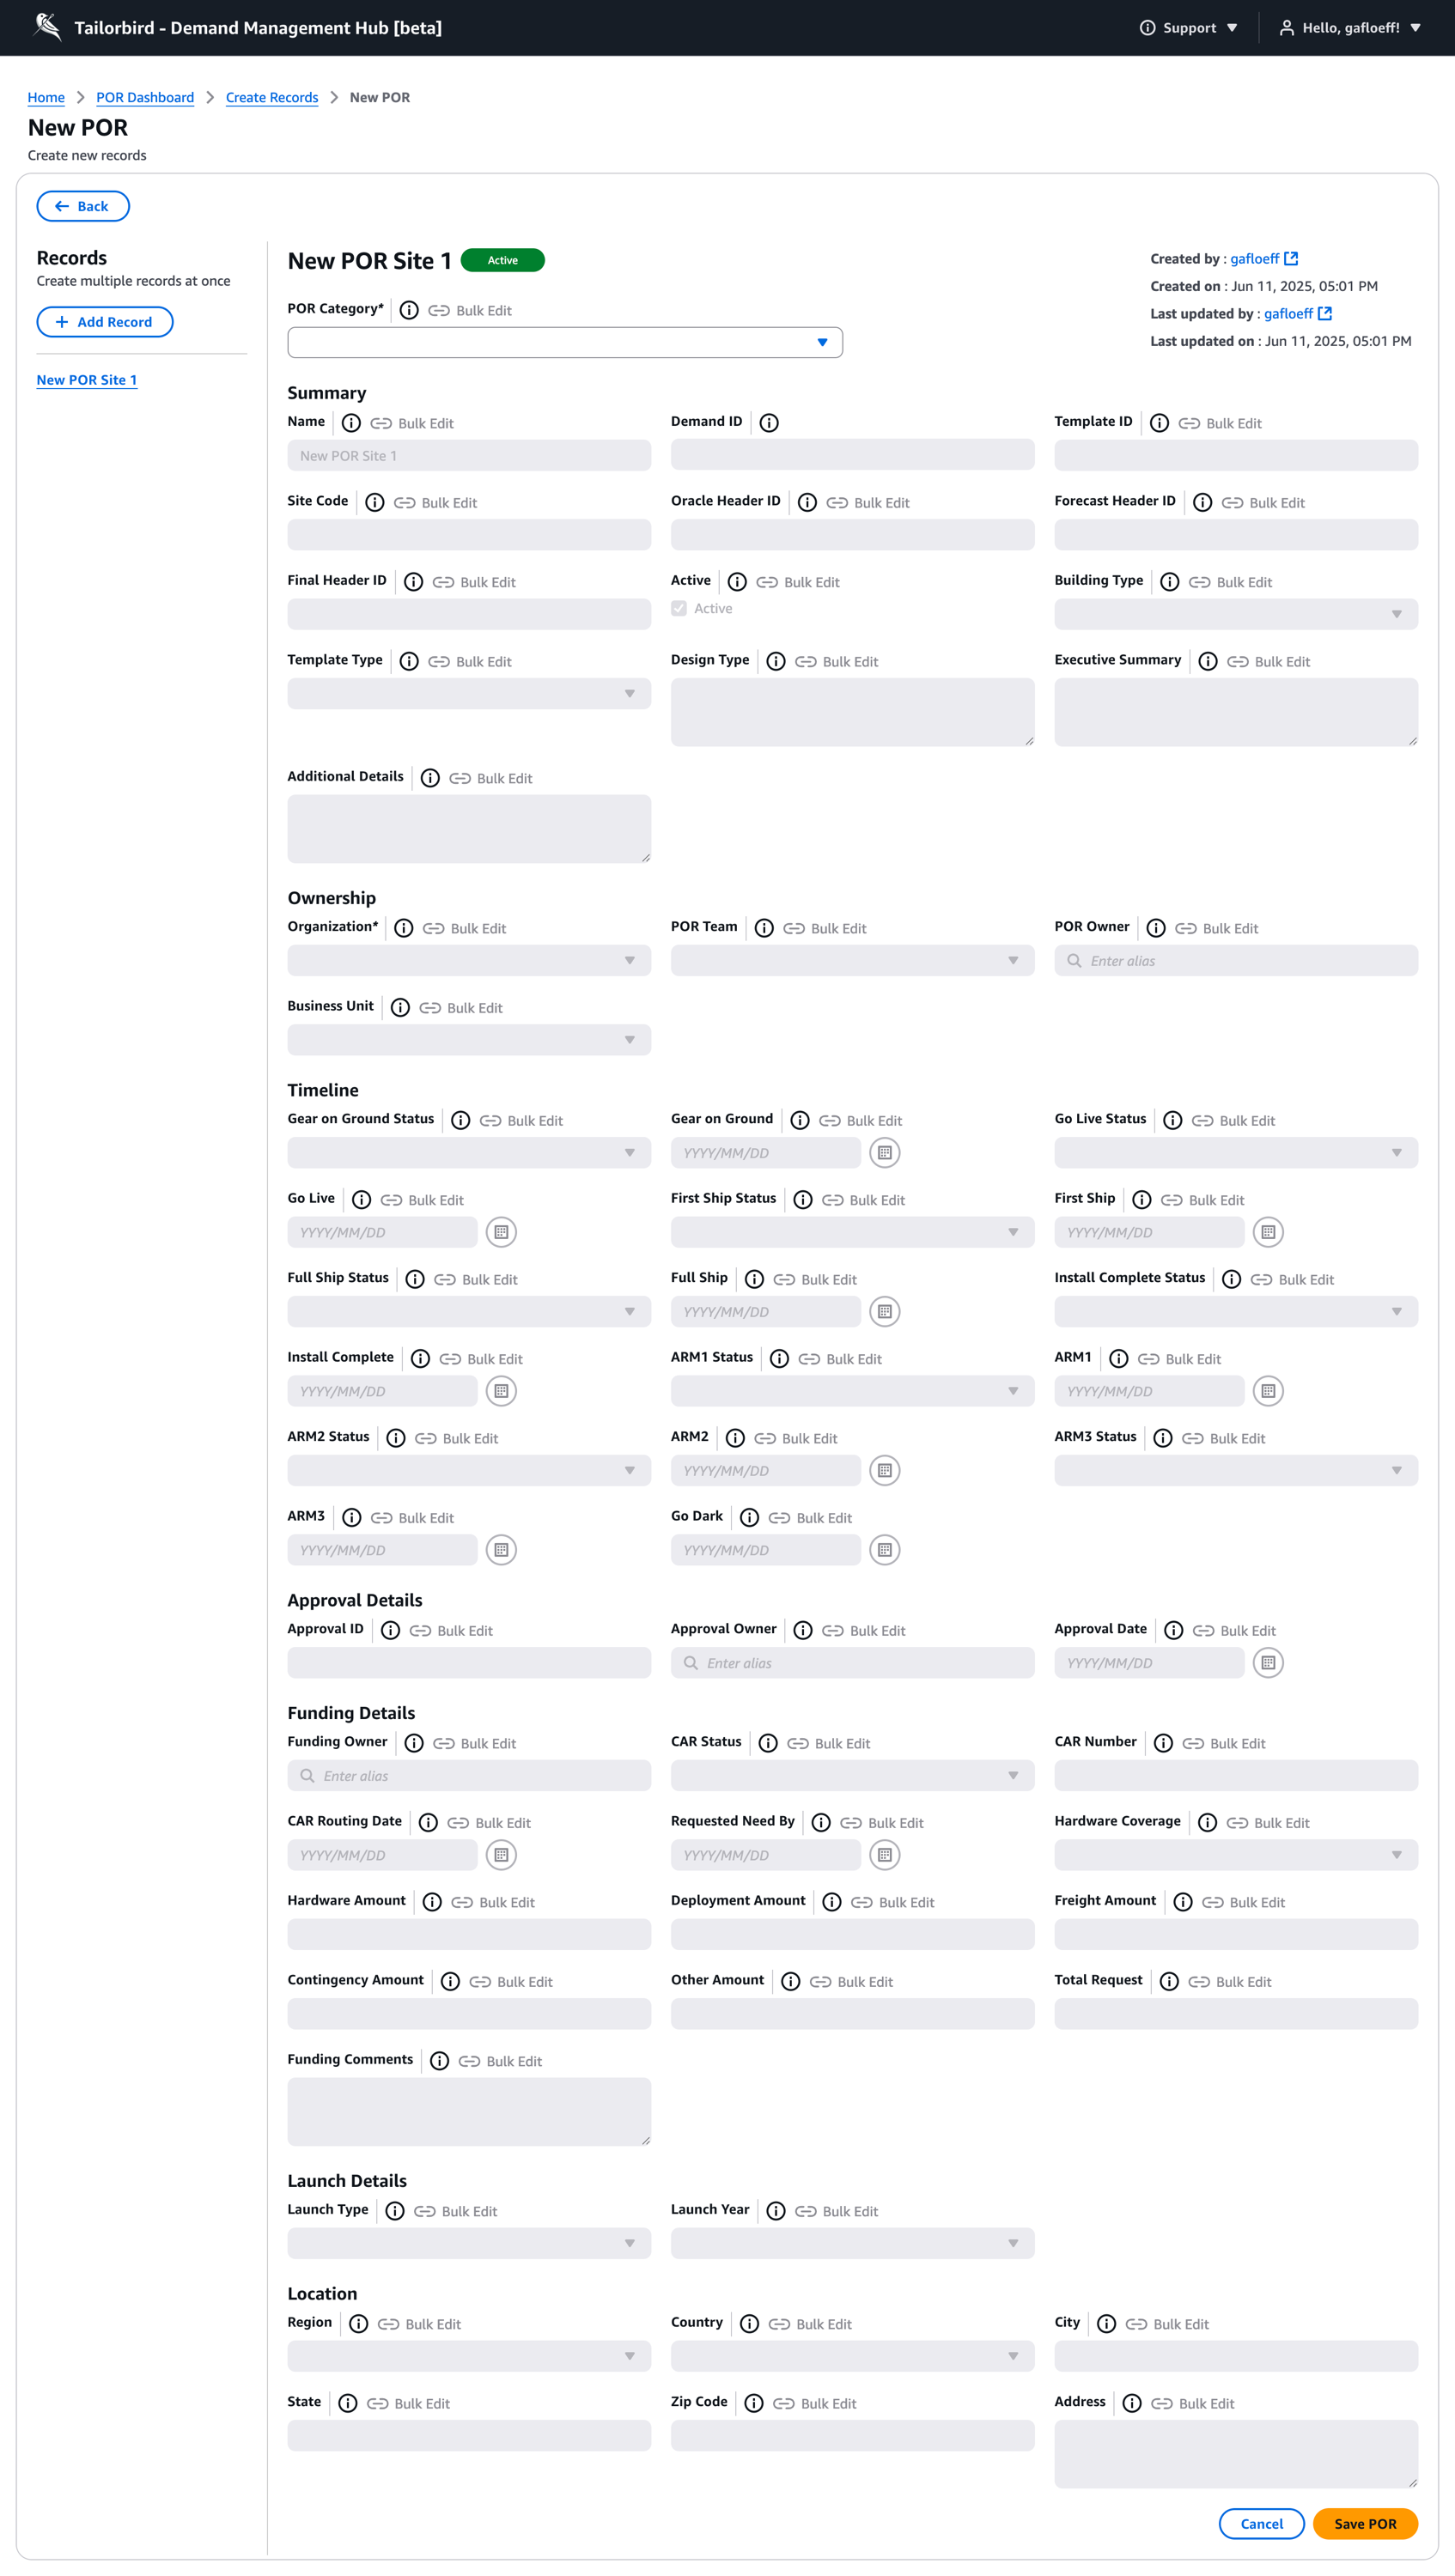 Tailorbird - Demand Management Hub [beta]
Support
Hello, gafloeff!
Home > POR Dashboard > Create Records > New POR
New POR
Create new records
Back
Records
Create multiple records at once
+ Add Record
New POR Site 1
New POR Site 1 Active
Created by : gafloeff
Created on : Jun 11, 2025, 05:01 PM
Last updated by : gafloeff
Last updated on : Jun 11, 2025, 05:01 PM
POR Category* Bulk Edit
Summary
Name Bulk Edit
New POR Site 1
Demand ID
Template ID Bulk Edit
Site Code Bulk Edit
Oracle Header ID Bulk Edit
Forecast Header ID Bulk Edit
Final Header ID Bulk Edit
Active Bulk Edit
Active
Building Type Bulk Edit
Template Type Bulk Edit
Design Type Bulk Edit
Executive Summary Bulk Edit
Additional Details Bulk Edit
Ownership
Organization* Bulk Edit
POR Team Bulk Edit
POR Owner Bulk Edit
Enter alias
Business Unit Bulk Edit
Timeline
Gear on Ground Status Bulk Edit
Gear on Ground Bulk Edit
YYYY/MM/DD
Go Live Status Bulk Edit
Go Live Bulk Edit
YYYY/MM/DD
First Ship Status Bulk Edit
First Ship Bulk Edit
YYYY/MM/DD
Full Ship Status Bulk Edit
Full Ship Bulk Edit
YYYY/MM/DD
Install Complete Status Bulk Edit
Install Complete Bulk Edit
YYYY/MM/DD
ARM1 Status Bulk Edit
ARM1 Bulk Edit
YYYY/MM/DD
ARM2 Status Bulk Edit
ARM2 Bulk Edit
YYYY/MM/DD
ARM3 Status Bulk Edit
ARM3 Bulk Edit
YYYY/MM/DD
Go Dark Bulk Edit
YYYY/MM/DD
Approval Details
Approval ID Bulk Edit
Approval Owner Bulk Edit
Enter alias
Approval Date Bulk Edit
YYYY/MM/DD
Funding Details
Funding Owner Bulk Edit
Enter alias
CAR Status Bulk Edit
CAR Number Bulk Edit
CAR Routing Date Bulk Edit
YYYY/MM/DD
Requested Need By Bulk Edit
YYYY/MM/DD
Hardware Coverage Bulk Edit
Hardware Amount Bulk Edit
Deployment Amount Bulk Edit
Freight Amount Bulk Edit
Contingency Amount Bulk Edit
Other Amount Bulk Edit
Total Request Bulk Edit
Funding Comments Bulk Edit
Launch Details
Launch Type Bulk Edit
Launch Year Bulk Edit
Location
Region Bulk Edit
Country Bulk Edit
City Bulk Edit
State Bulk Edit
Zip Code Bulk Edit
Address Bulk Edit
Cancel
Save POR